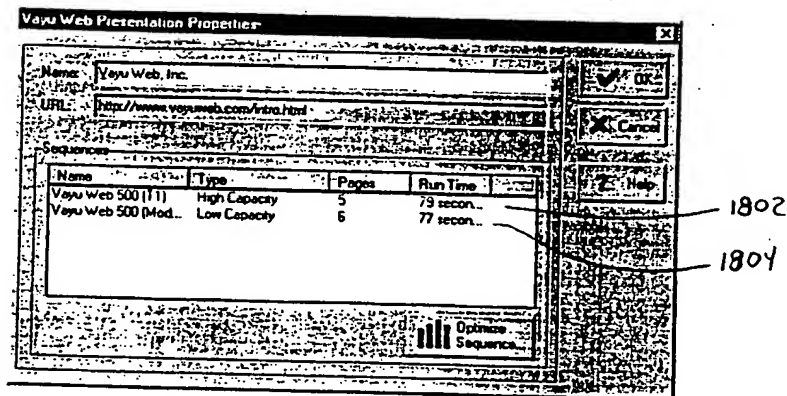 Vayu Web Presentation Properties
Name: Vayu Web, Inc.
URL: http://www.vayuweb.com/intro.html
OK
Cancel
Help
Sequences
Name Type Pages Run Time
Vayu Web 500 (T1) High Capacity 5 79 secon...
Vayu Web 500 (Mod... Low Capacity 6 77 secon...
1802
1804
Optimize
Sequence...